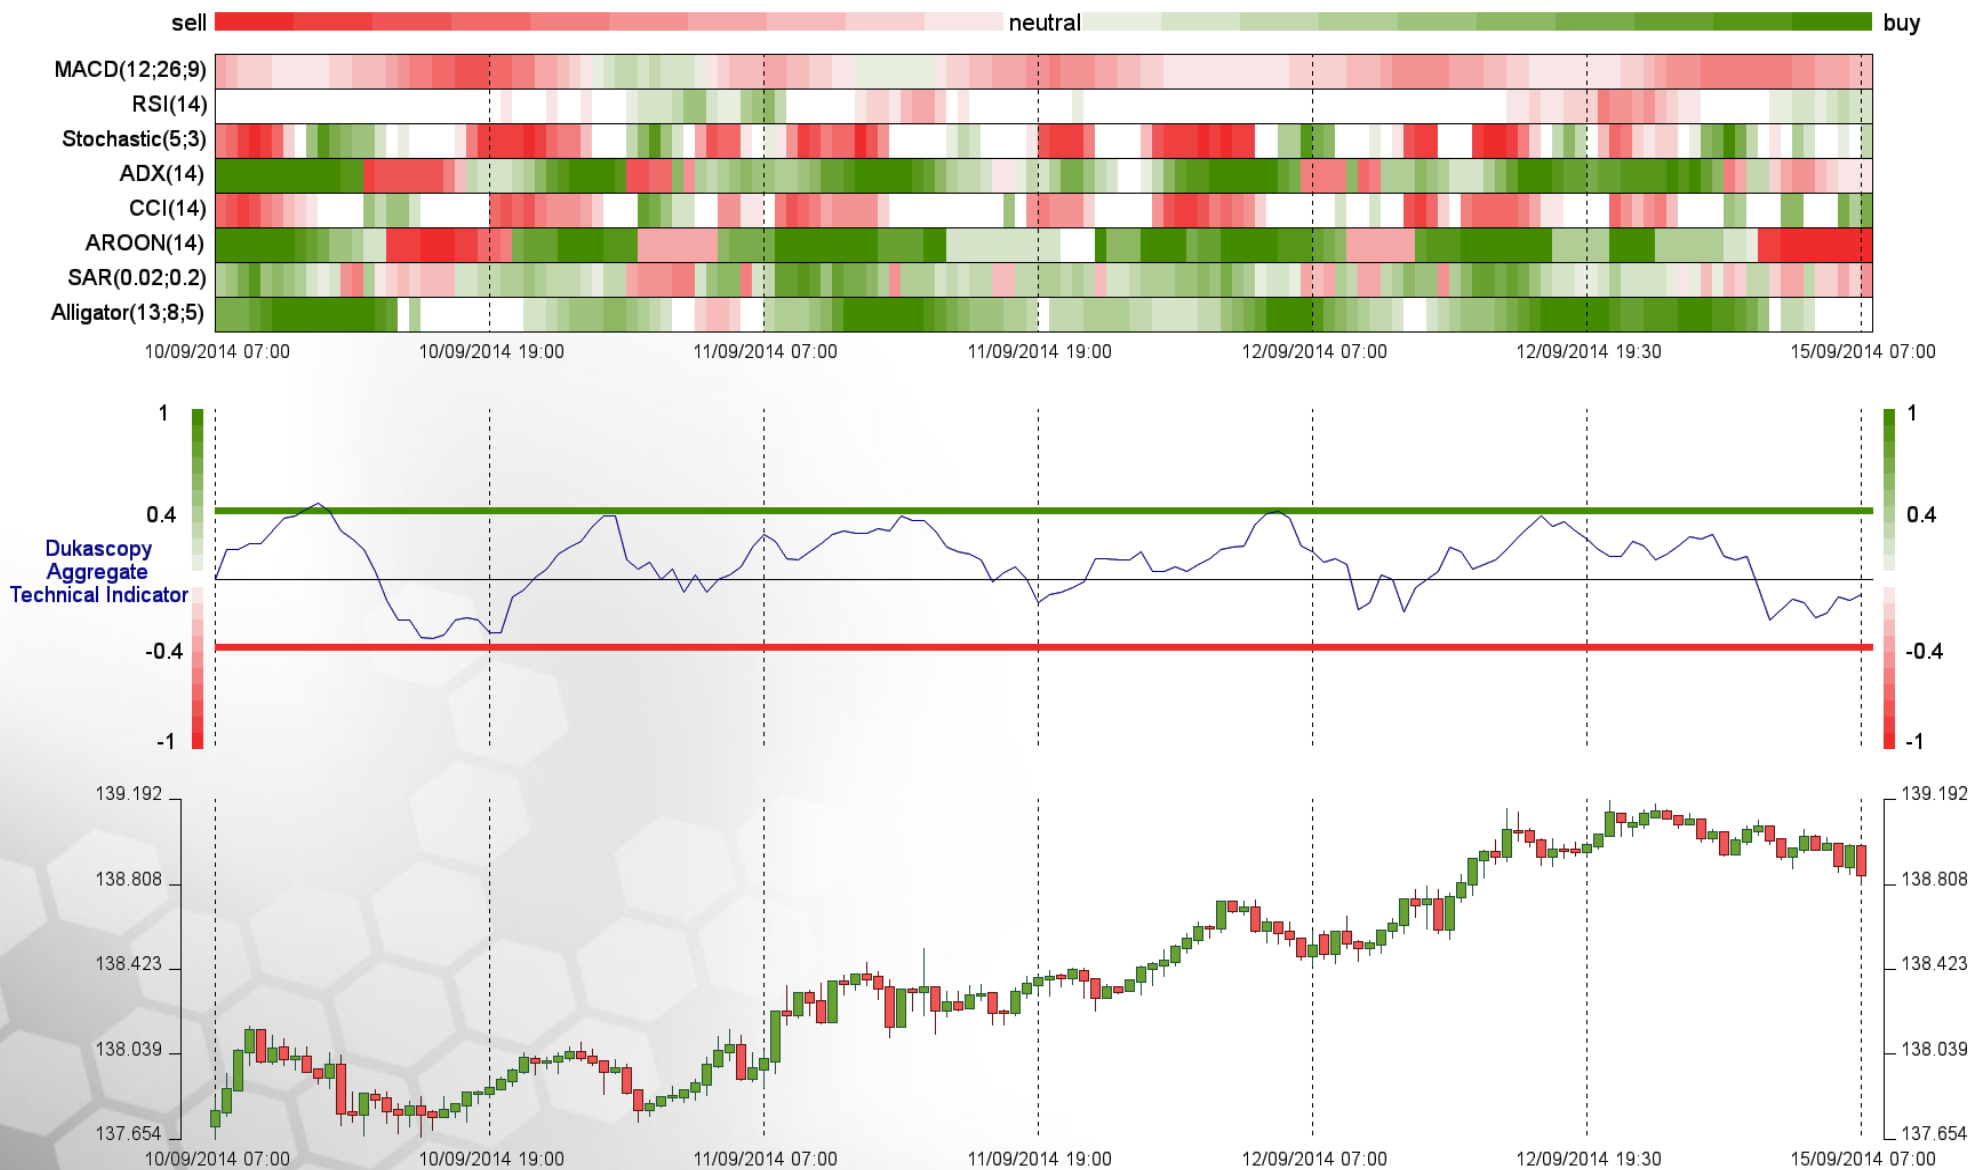 sell neutral buy
MACD(12;26;9)
RSI(14)
Stochastic(5;3)
ADX(14)
CCI(14)
AROON(14)
SAR(0.02;0.2)
Alligator(13;8;5)
10/09/2014 07:00 10/09/2014 19:00 11/09/2014 07:00 11/09/2014 19:00 12/09/2014 07:00 12/09/2014 19:30 15/09/2014 07:00
1 1
0.4 0.4
Dukascopy
Aggregate
Technical Indicator
-0.4 -0.4
-1 -1
139.192 139.192
138.808 138.808
138.423 138.423
138.039 138.039
137.654 137.654
10/09/2014 07:00 10/09/2014 19:00 11/09/2014 07:00 11/09/2014 19:00 12/09/2014 07:00 12/09/2014 19:30 15/09/2014 07:00